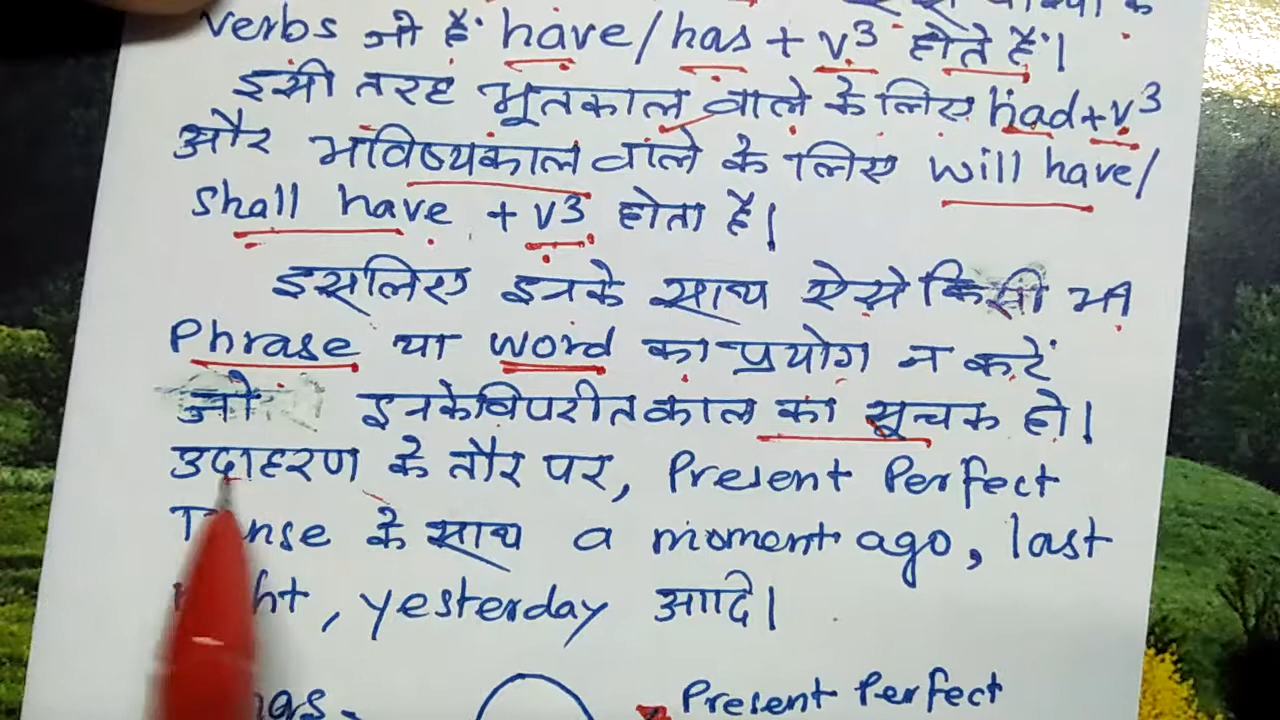 verbs जो हैं have/has + v3 होते हैं।
इसी तरह भूतकाल वाले के लिए had+v3
और भविष्यकाल वाले के लिए will have/
shall have + v3 होता है।
इसलिए इनके साथ ऐसे किसी भी
Phrase या word का प्रयोग न करें
जो इनके विपरीत काल का सूचक हो।
उदाहरण के तौर पर, Present Perfect
के साथ a moment ago, last
, yesterday आदि।
Present Perfect